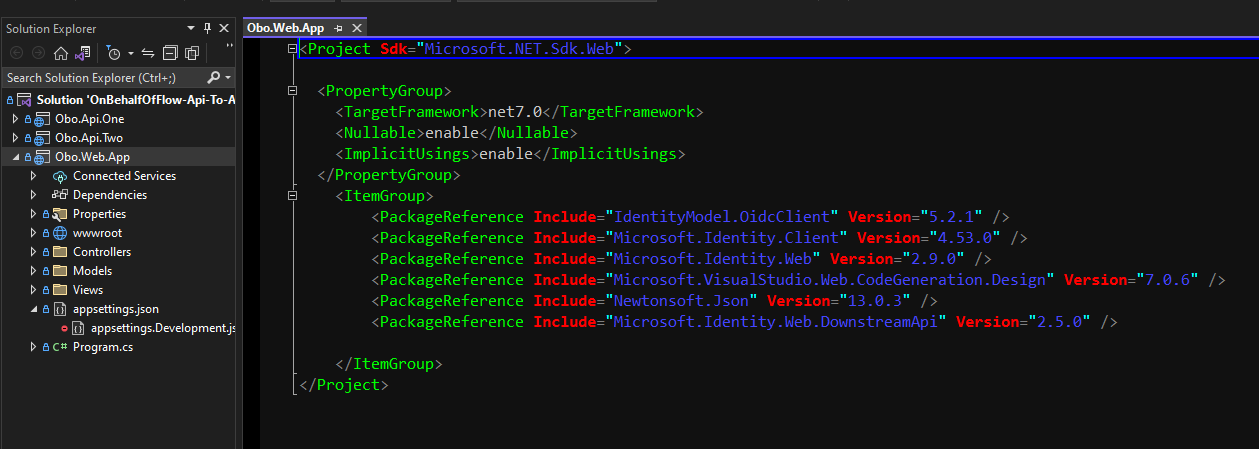 Solution Explorer
Search Solution Explorer (Ctrl+;)
Solution 'OnBehalfOfFlow-Api-To-A
Obo.Api.One
Obo.Api.Two
Obo.Web.App
Connected Services
Dependencies
Properties
wwwroot
Controllers
Models
Views
appsettings.json
appsettings.Development.js
C# Program.cs
Obo.Web.App
<Project Sdk="Microsoft.NET.Sdk.Web">
<PropertyGroup>
<TargetFramework>net7.0</TargetFramework>
<Nullable>enable</Nullable>
<ImplicitUsings>enable</ImplicitUsings>
</PropertyGroup>
<ItemGroup>
<PackageReference Include="IdentityModel.OidcClient" Version="5.2.1" />
<PackageReference Include="Microsoft.Identity.Client" Version="4.53.0" />
<PackageReference Include="Microsoft.Identity.Web" Version="2.9.0" />
<PackageReference Include="Microsoft.VisualStudio.Web.CodeGeneration.Design" Version="7.0.6" />
<PackageReference Include="Newtonsoft.Json" Version="13.0.3" />
<PackageReference Include="Microsoft.Identity.Web.DownstreamApi" Version="2.5.0" />
</ItemGroup>
</Project>